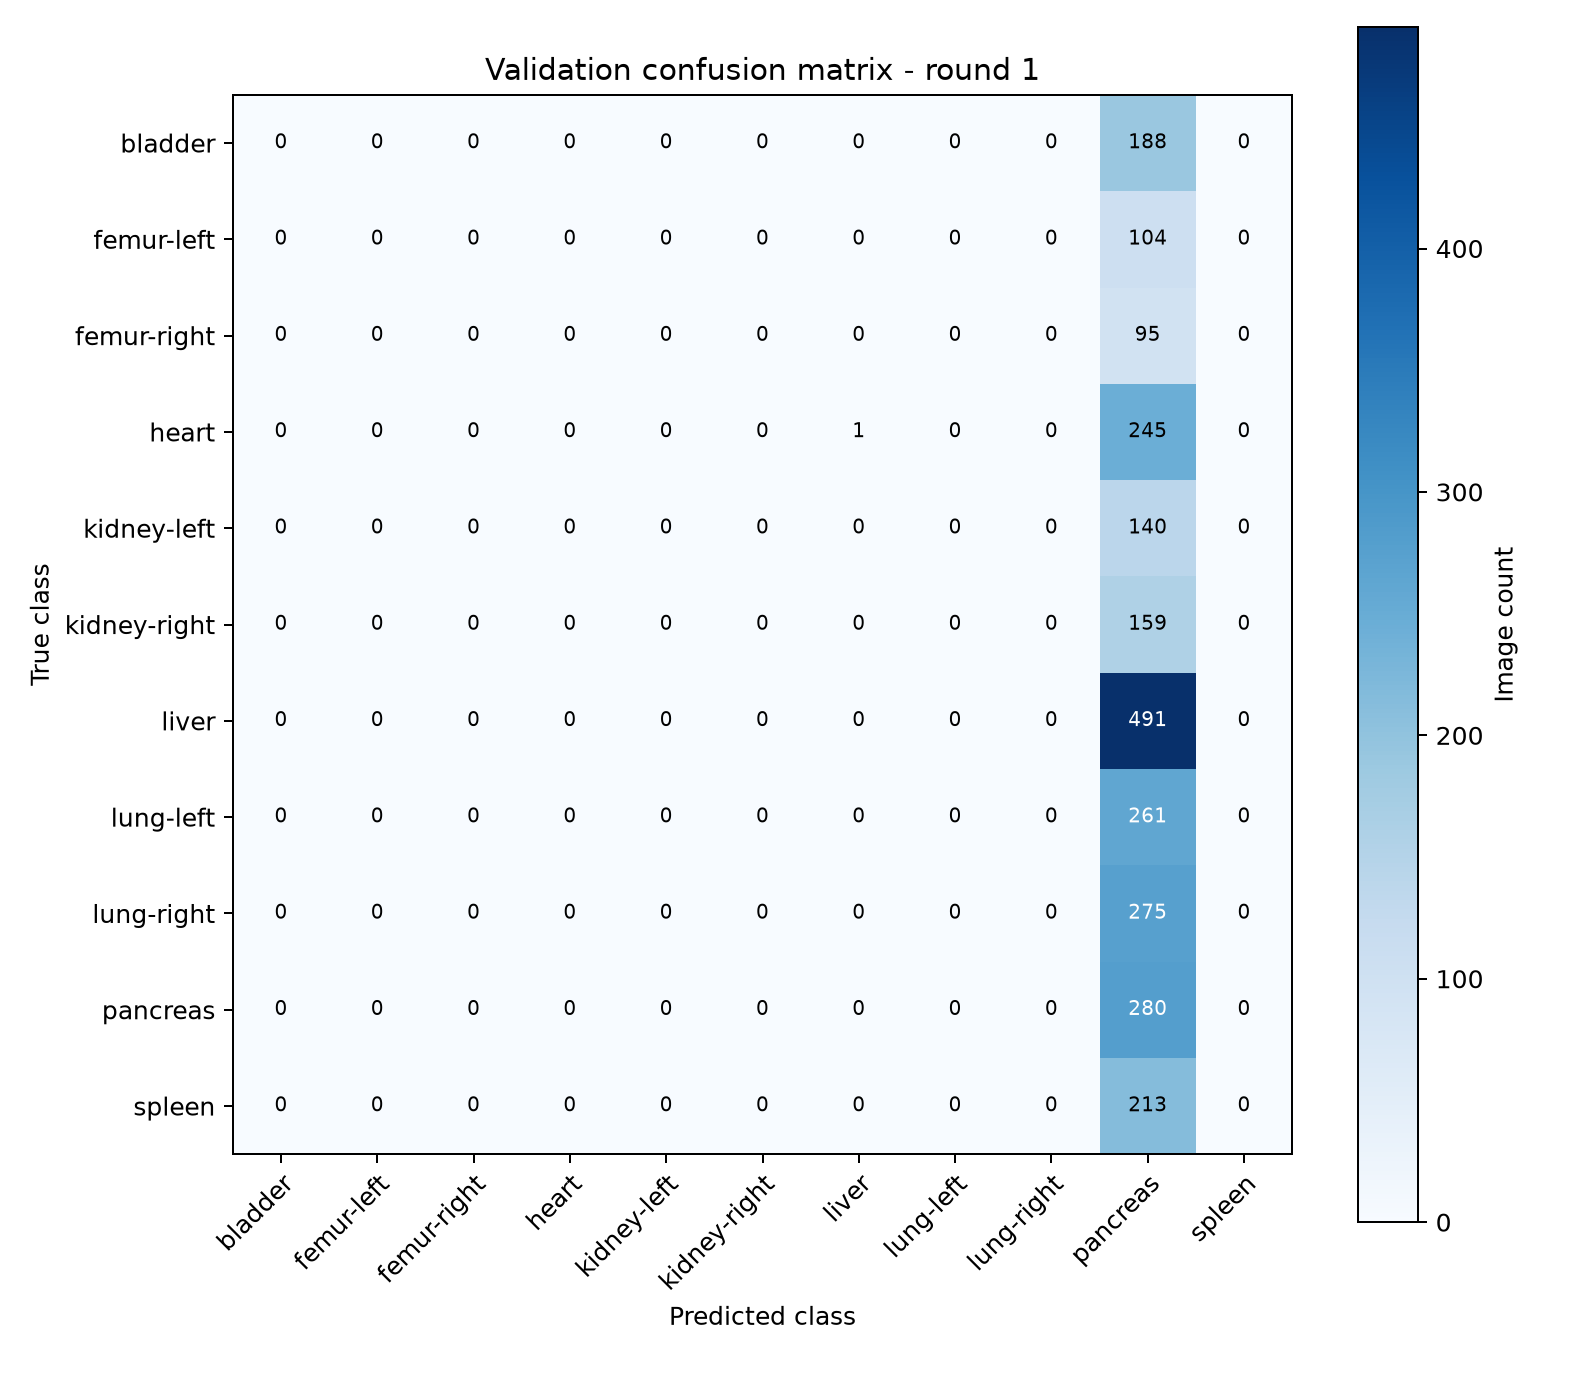 Validation confusion matrix - round 1
bladder 0 0 0 0 0 0 0 0 0 188 0
femur-left 0 0 0 0 0 0 0 0 0 104 0
femur-right 0 0 0 0 0 0 0 0 0 95 0
heart 0 0 0 0 0 0 1 0 0 245 0
kidney-left 0 0 0 0 0 0 0 0 0 140 0
kidney-right 0 0 0 0 0 0 0 0 0 159 0
liver 0 0 0 0 0 0 0 0 0 491 0
lung-left 0 0 0 0 0 0 0 0 0 261 0
lung-right 0 0 0 0 0 0 0 0 0 275 0
pancreas 0 0 0 0 0 0 0 0 0 280 0
spleen 0 0 0 0 0 0 0 0 0 213 0
True class
bladder femur-left femur-right heart kidney-left kidney-right liver lung-left lung-right pancreas spleen
Predicted class
400
300
200
100
0
Image count